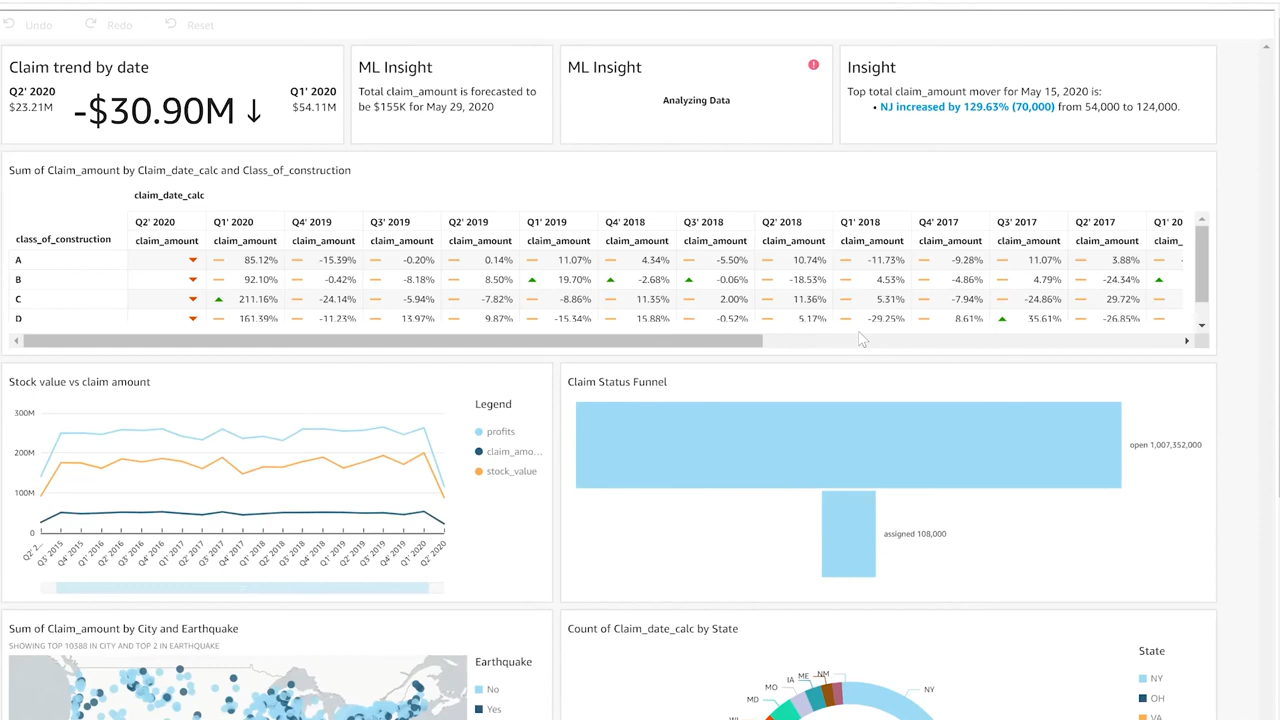 Undo Redo Reset
Claim trend by date
Q2' 2020
$23.21M
-$30.90M ↓
Q1' 2020
$54.11M
ML Insight
Total claim_amount is forecasted to
be $155K for May 29, 2020
ML Insight
Analyzing Data
Insight
Top total claim_amount mover for May 15, 2020 is:
• NJ increased by 129.63% (70,000) from 54,000 to 124,000.
Sum of Claim_amount by Claim_date_calc and Class_of_construction
claim_date_calc
Q2' 2020 Q1' 2020 Q4' 2019 Q3' 2019 Q2' 2019 Q1' 2019 Q4' 2018 Q3' 2018 Q2' 2018 Q1' 2018 Q4' 2017 Q3' 2017 Q2' 2017 Q1' 20
class_of_construction claim_amount claim_amount claim_amount claim_amount claim_amount claim_amount claim_amount claim_amount claim_amount claim_amount claim_amount claim_amount claim_amount claim_
A 85.12% -15.39% -0.20% 0.14% 11.07% 4.34% -5.50% 10.74% -11.73% -9.28% 11.07% 3.88% -
B 92.10% -0.42% -8.18% 8.50% 19.70% -2.68% -0.06% -18.53% 4.53% -4.86% 4.79% -24.34%
C 211.16% -24.14% -5.94% -7.82% -8.86% 11.35% 2.00% 11.36% 5.31% -7.94% -24.86% 29.72%
D 161.39% -11.23% 13.97% 9.87% -15.34% 15.88% -0.52% 5.17% -29.25% 8.61% 35.61% -26.85%
Stock value vs claim amount
300M
200M
100M
0
Q2' 2... Q3' 2015 Q4' 2015 Q1' 2016 Q2' 2016 Q3' 2016 Q4' 2016 Q1' 2017 Q2' 2017 Q3' 2017 Q4' 2017 Q1' 2018 Q2' 2018 Q3' 2018 Q4' 2018 Q1' 2019 Q2' 2019 Q3' 2019 Q4' 2019 Q1' 2020 Q2' 2020
Legend
profits
claim_amo...
stock_value
Claim Status Funnel
open 1,007,352,000
assigned 108,000
Sum of Claim_amount by City and Earthquake
SHOWING TOP 10388 IN CITY AND TOP 2 IN EARTHQUAKE
Earthquake
No
Yes
Count of Claim_date_calc by State
NM
ME
IA
MO
MD
NY
State
NY
OH
VA